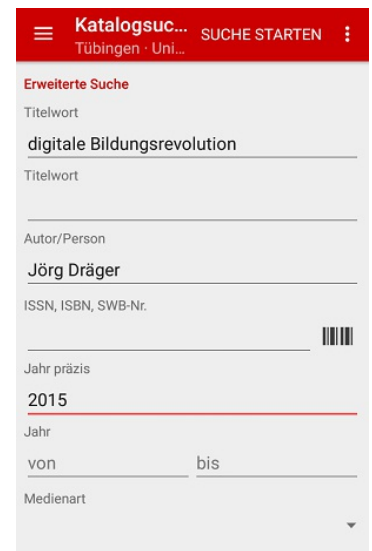 Katalogsuc...
Tübingen · Uni...
SUCHE STARTEN
Erweiterte Suche
Titelwort
digitale Bildungsrevolution
Titelwort
Autor/Person
Jörg Dräger
ISSN, ISBN, SWB-Nr.
Jahr präzis
2015
Jahr
von bis
Medienart